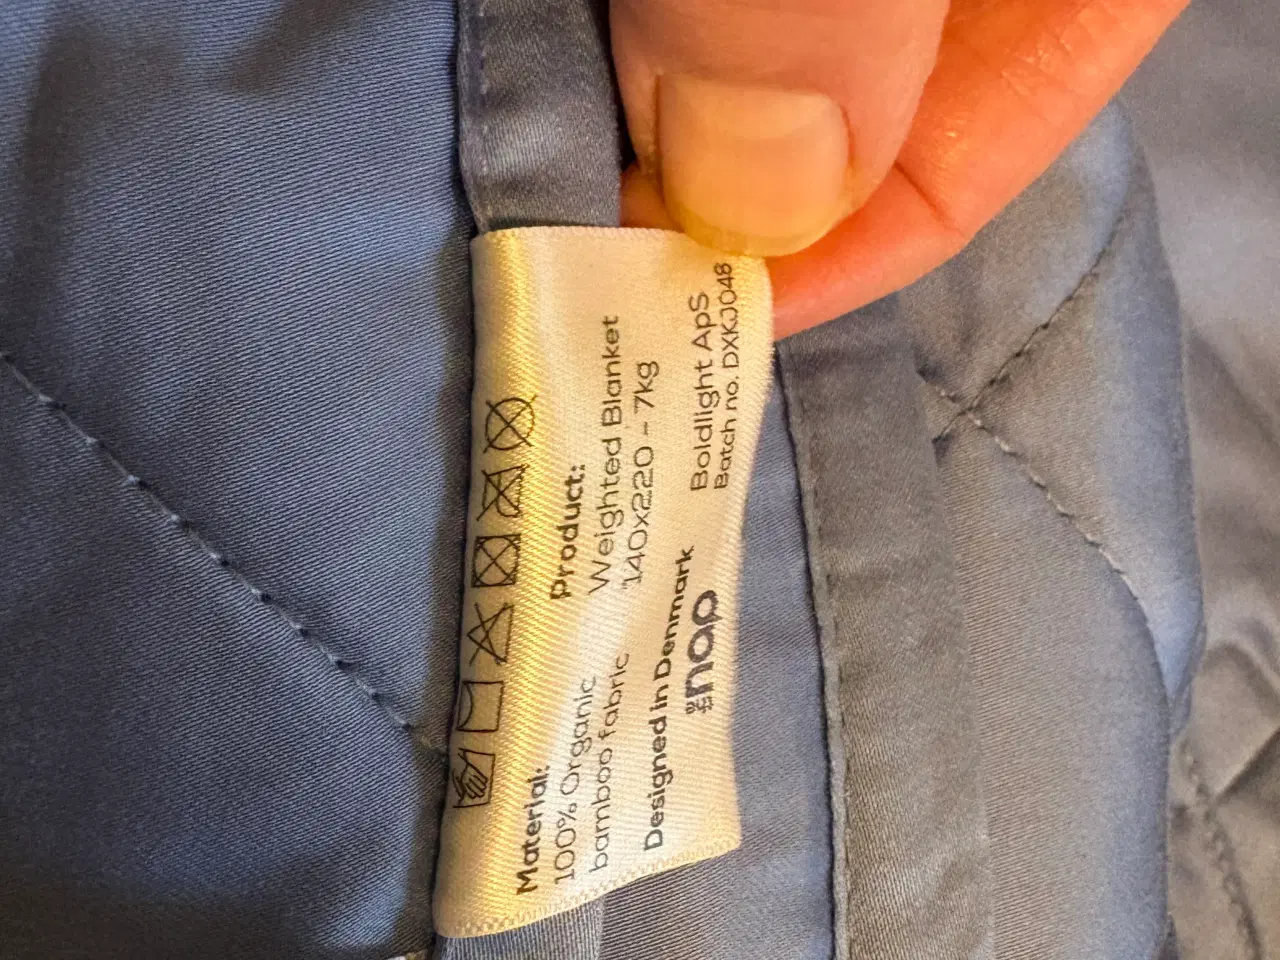 Material:
100% Organic
bamboo fabric
Product:
Weighted Blanket
140x220 - 7kg
Designed in Denmark
nap
Boldlight ApS
Batch no. DXKJ048